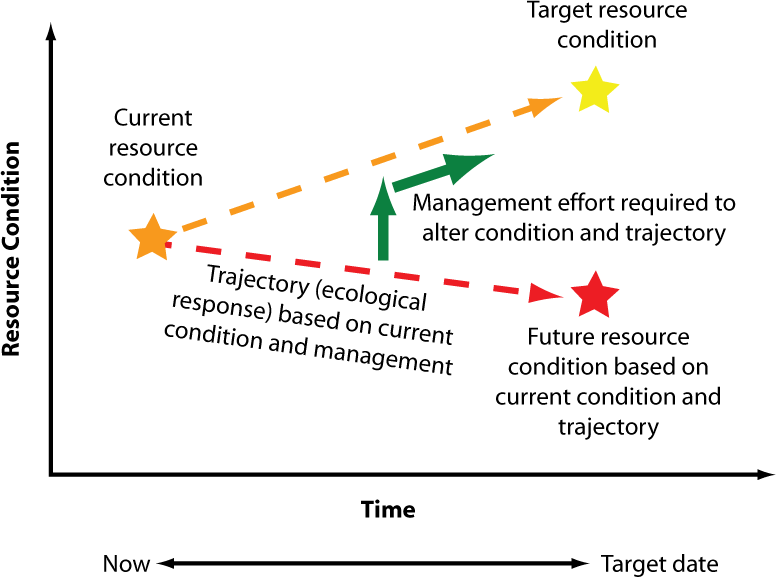 Target resource
condition
Current
resource
condition
Management effort required to
alter condition and trajectory
Trajectory (ecological
response) based on current
condition and management
Future resource
condition based on
current condition and
trajectory
Resource Condition
Time
Now
Target date